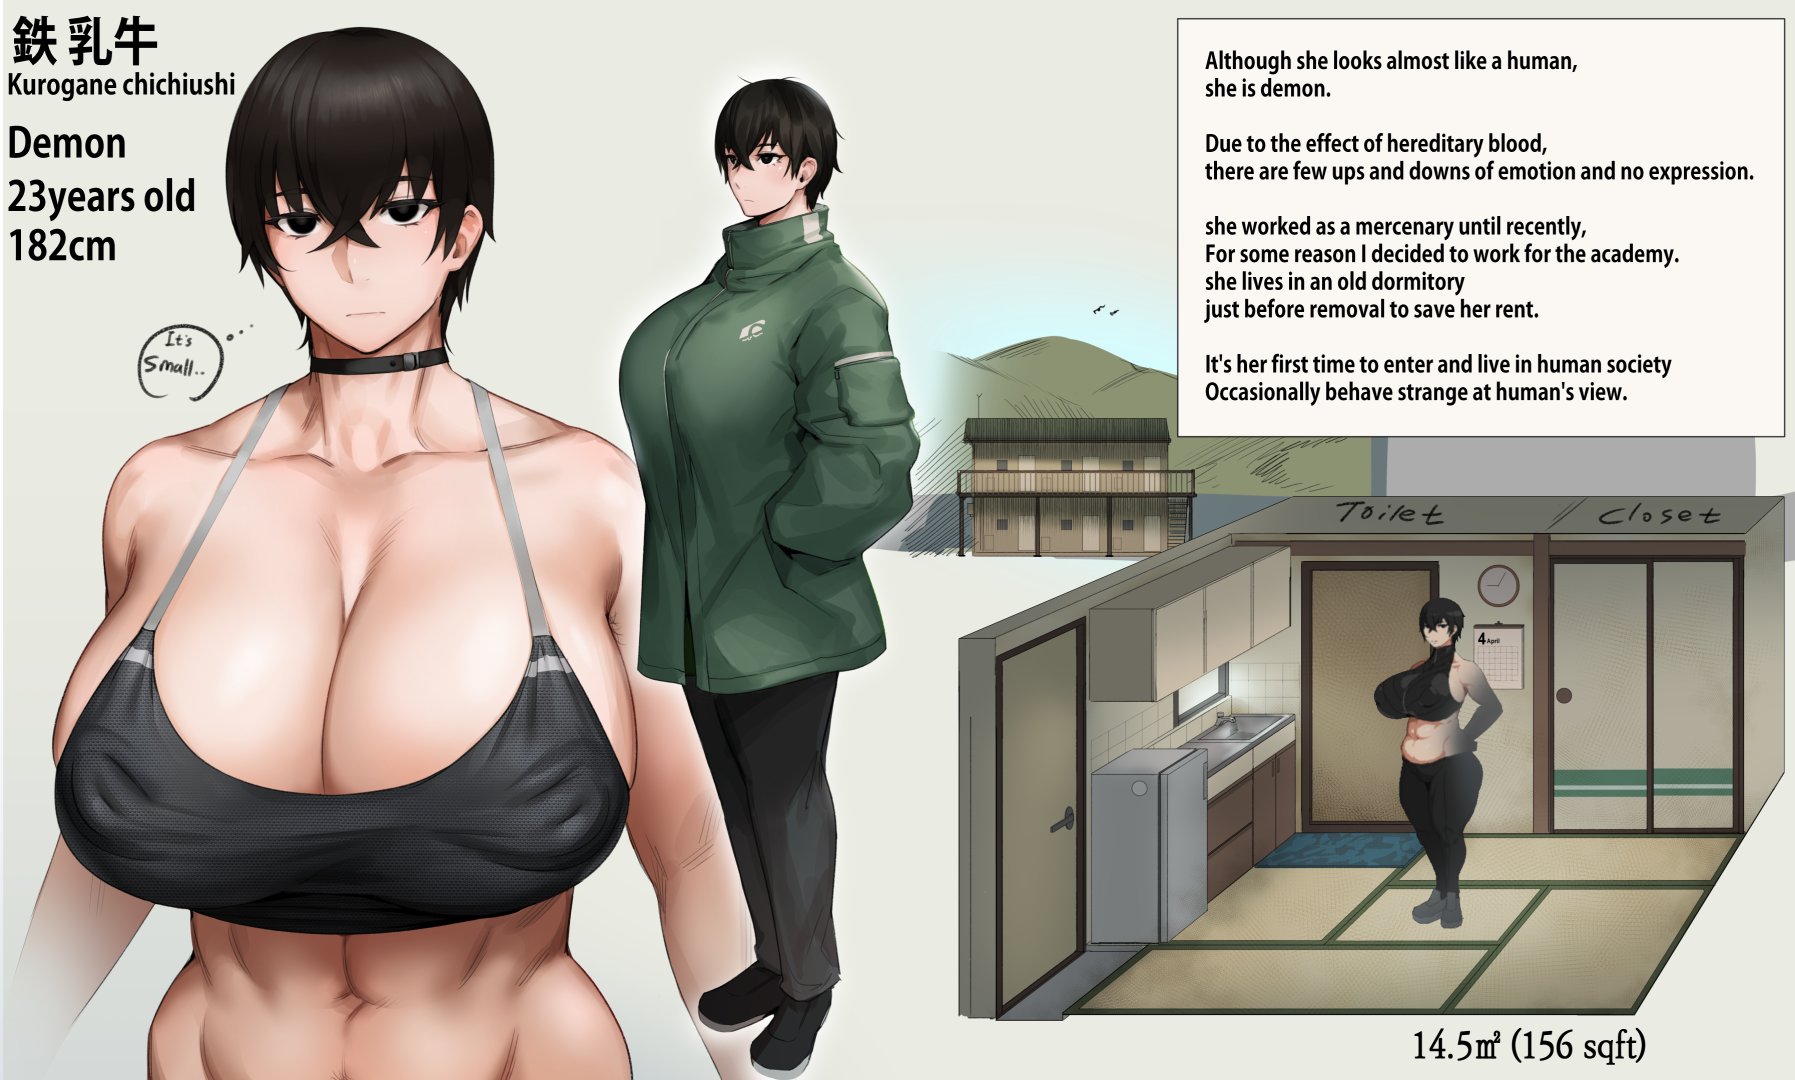 鉄 乳牛
Kurogane chichiushi
Demon
23years old
182cm
It's
Small..
Although she looks almost like a human,
she is demon.
Due to the effect of hereditary blood,
there are few ups and downs of emotion and no expression.
she worked as a mercenary until recently,
For some reason I decided to work for the academy.
she lives in an old dormitory
just before removal to save her rent.
It's her first time to enter and live in human society
Occasionally behave strange at human's view.
Toilet
Closet
4 April
14.5㎡ (156 sqft)